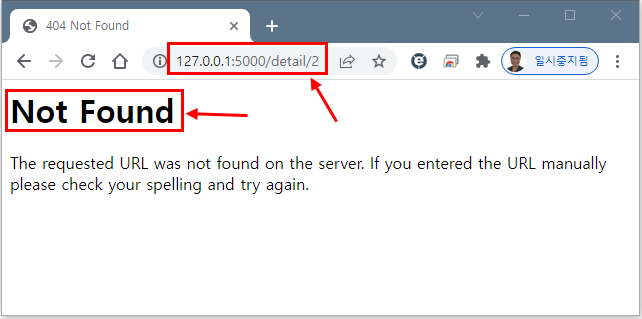 404 Not Found
127.0.0.1:5000/detail/2
일시중지됨
Not Found
The requested URL was not found on the server. If you entered the URL manually
please check your spelling and try again.